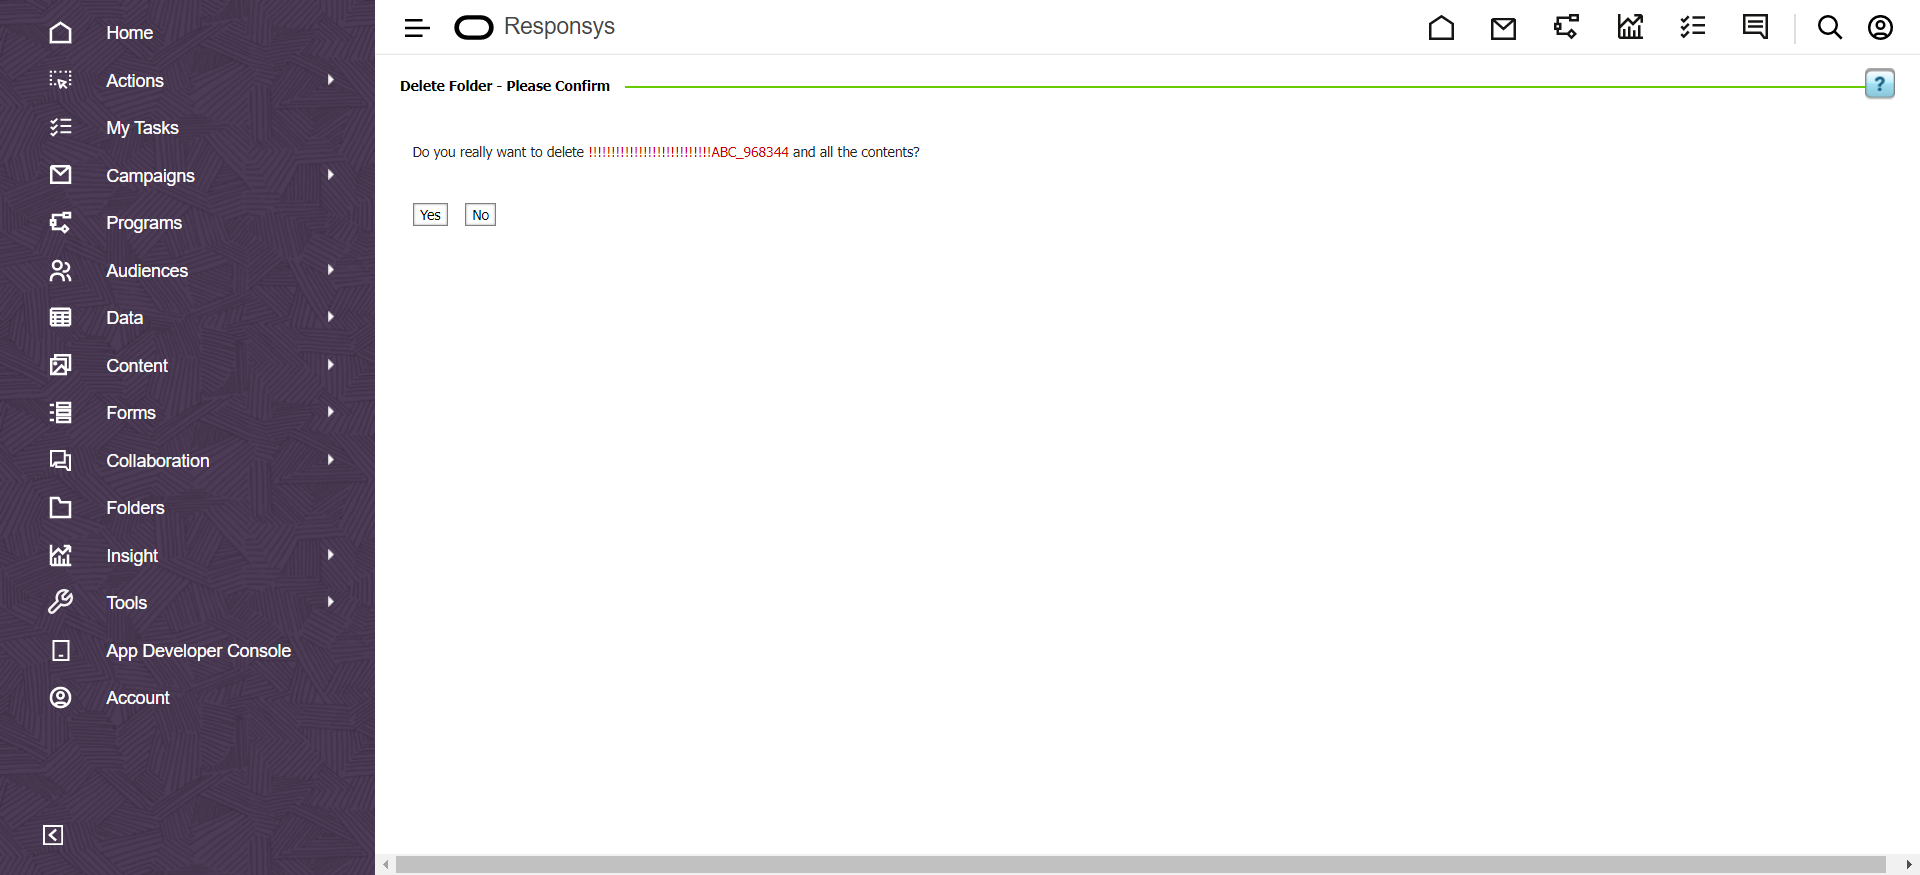 Home
Actions
My Tasks
Campaigns
Programs
Audiences
Data
Content
Forms
Collaboration
Folders
Insight
Tools
App Developer Console
Account
Responsys
Delete Folder - Please Confirm
?
Do you really want to delete !!!!!!!!!!!!!!!!!!!!!!!!!!!ABC_968344 and all the contents?
Yes No